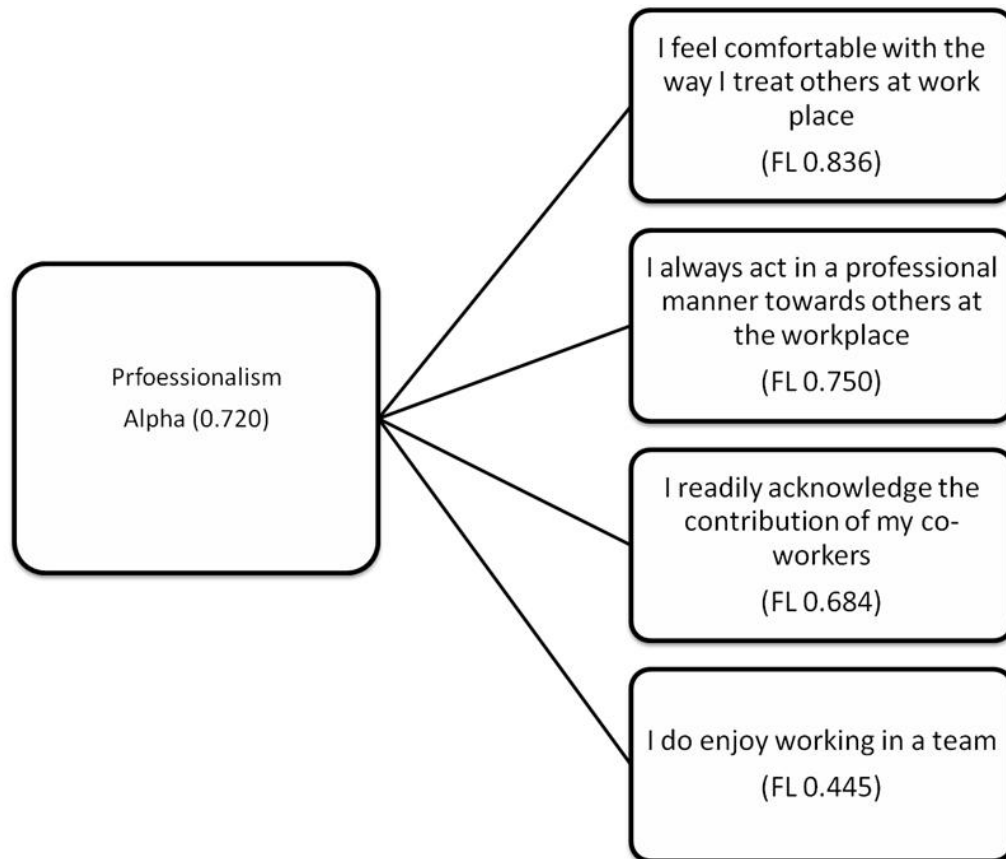 Prfoessionalism
Alpha (0.720)
I feel comfortable with the
way I treat others at work
place
(FL 0.836)
I always act in a professional
manner towards others at
the workplace
(FL 0.750)
I readily acknowledge the
contribution of my co-
workers
(FL 0.684)
I do enjoy working in a team
(FL 0.445)